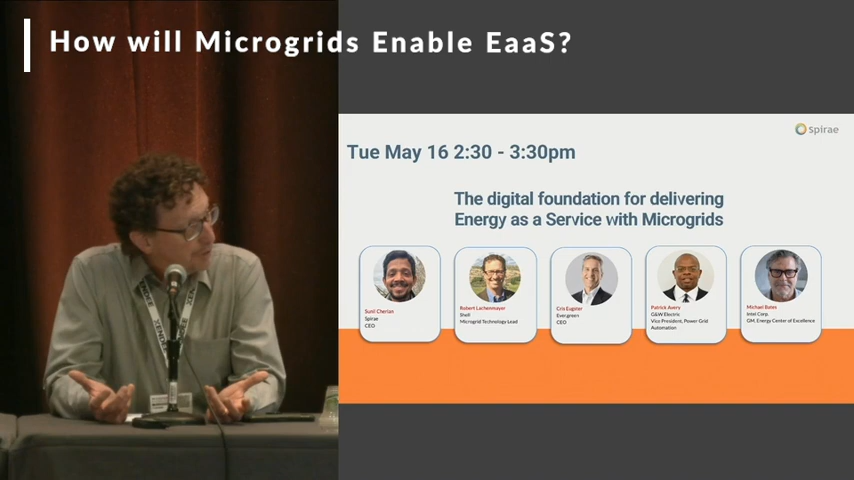 How will Microgrids Enable EaaS?
spirae
Tue May 16 2:30 - 3:30pm
The digital foundation for delivering
Energy as a Service with Microgrids
Sunil Cherian
Spirae
CEO
Robert Lachenmayer
Shell
Microgrid Technology Lead
Cris Eugster
Evergreen
CEO
Patrick Avery
G&W Electric
Vice President, Power Grid
Automation
Michael Bates
Intel Corp.
GM, Energy Center of Excellence